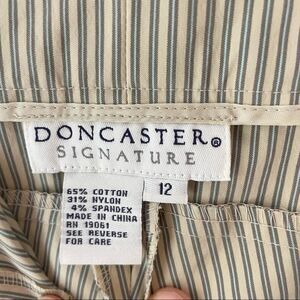 DONCASTER®
SIGNATURE
65% COTTON
31% NYLON
4% SPANDEX
MADE IN CHINA
RN 19061
SEE REVERSE
FOR CARE
12